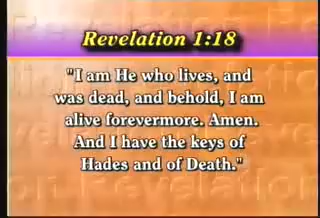 Revelation 1:18
"I am He who lives, and
was dead, and behold, I am
alive forevermore. Amen.
And I have the keys of
Hades and of Death."